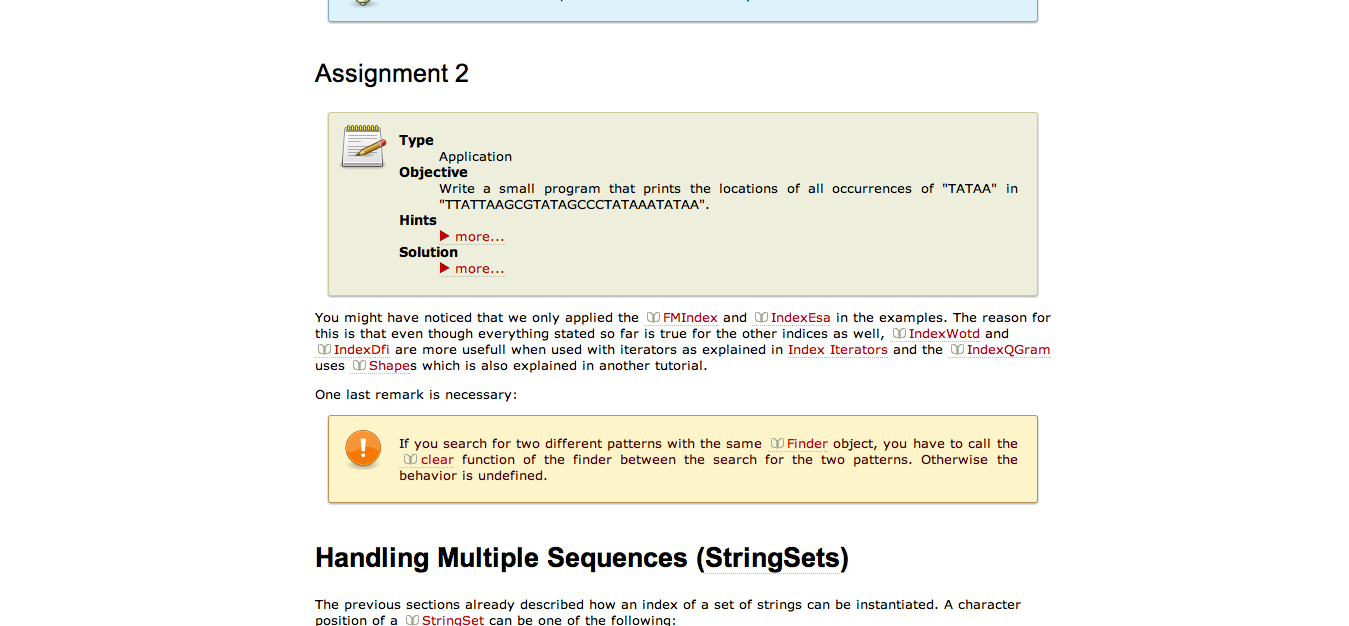 Assignment 2
Type
Application
Objective
Write a small program that prints the locations of all occurrences of "TATAA" in
"TTATTAAGCGTATAGCCCTATAAATATAA".
Hints
▶ more...
Solution
▶ more...
You might have noticed that we only applied the FMIndex and IndexEsa in the examples. The reason for
this is that even though everything stated so far is true for the other indices as well, IndexWotd and
IndexDfi are more usefull when used with iterators as explained in Index Iterators and the IndexQGram
uses Shapes which is also explained in another tutorial.
One last remark is necessary:
If you search for two different patterns with the same Finder object, you have to call the
clear function of the finder between the search for the two patterns. Otherwise the
behavior is undefined.
Handling Multiple Sequences (StringSets)
The previous sections already described how an index of a set of strings can be instantiated. A character
position of a StringSet can be one of the following: